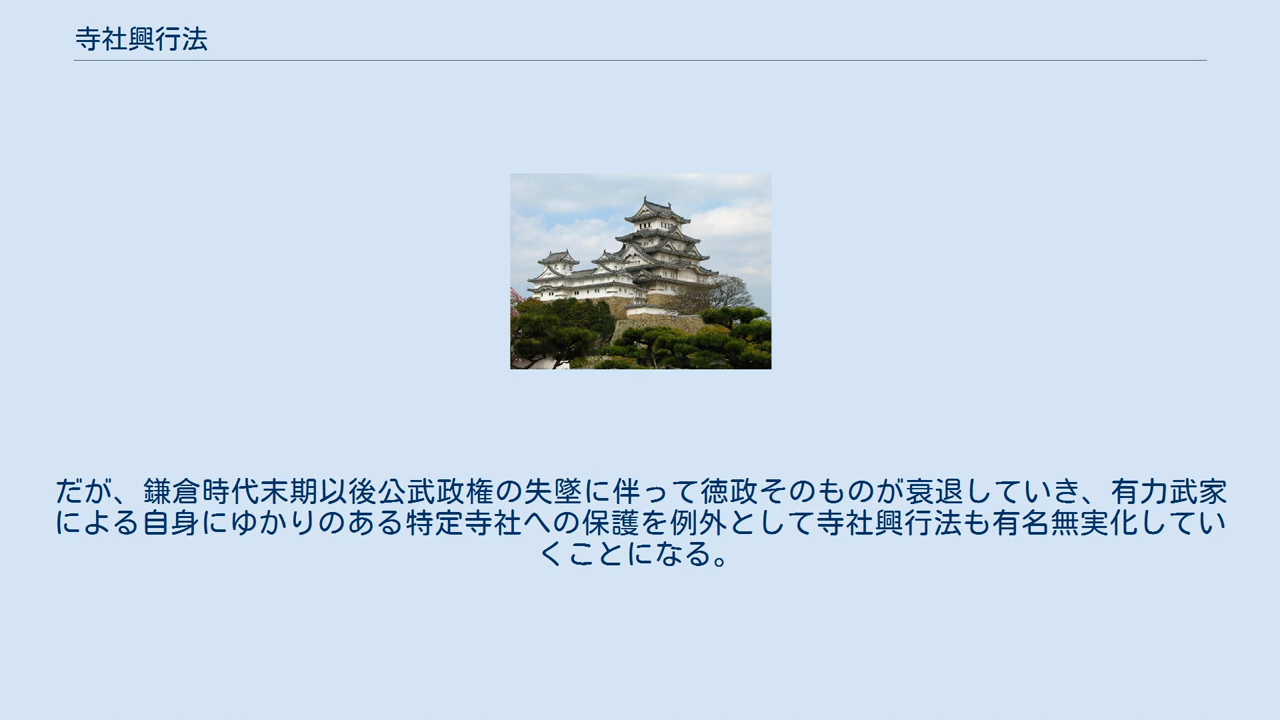 寺社興行法
だが、鎌倉時代末期以後公武政権の失墜に伴って徳政そのものが衰退していき、有力武家
による自身にゆかりのある特定寺社への保護を例外として寺社興行法も有名無実化してい
くことになる。